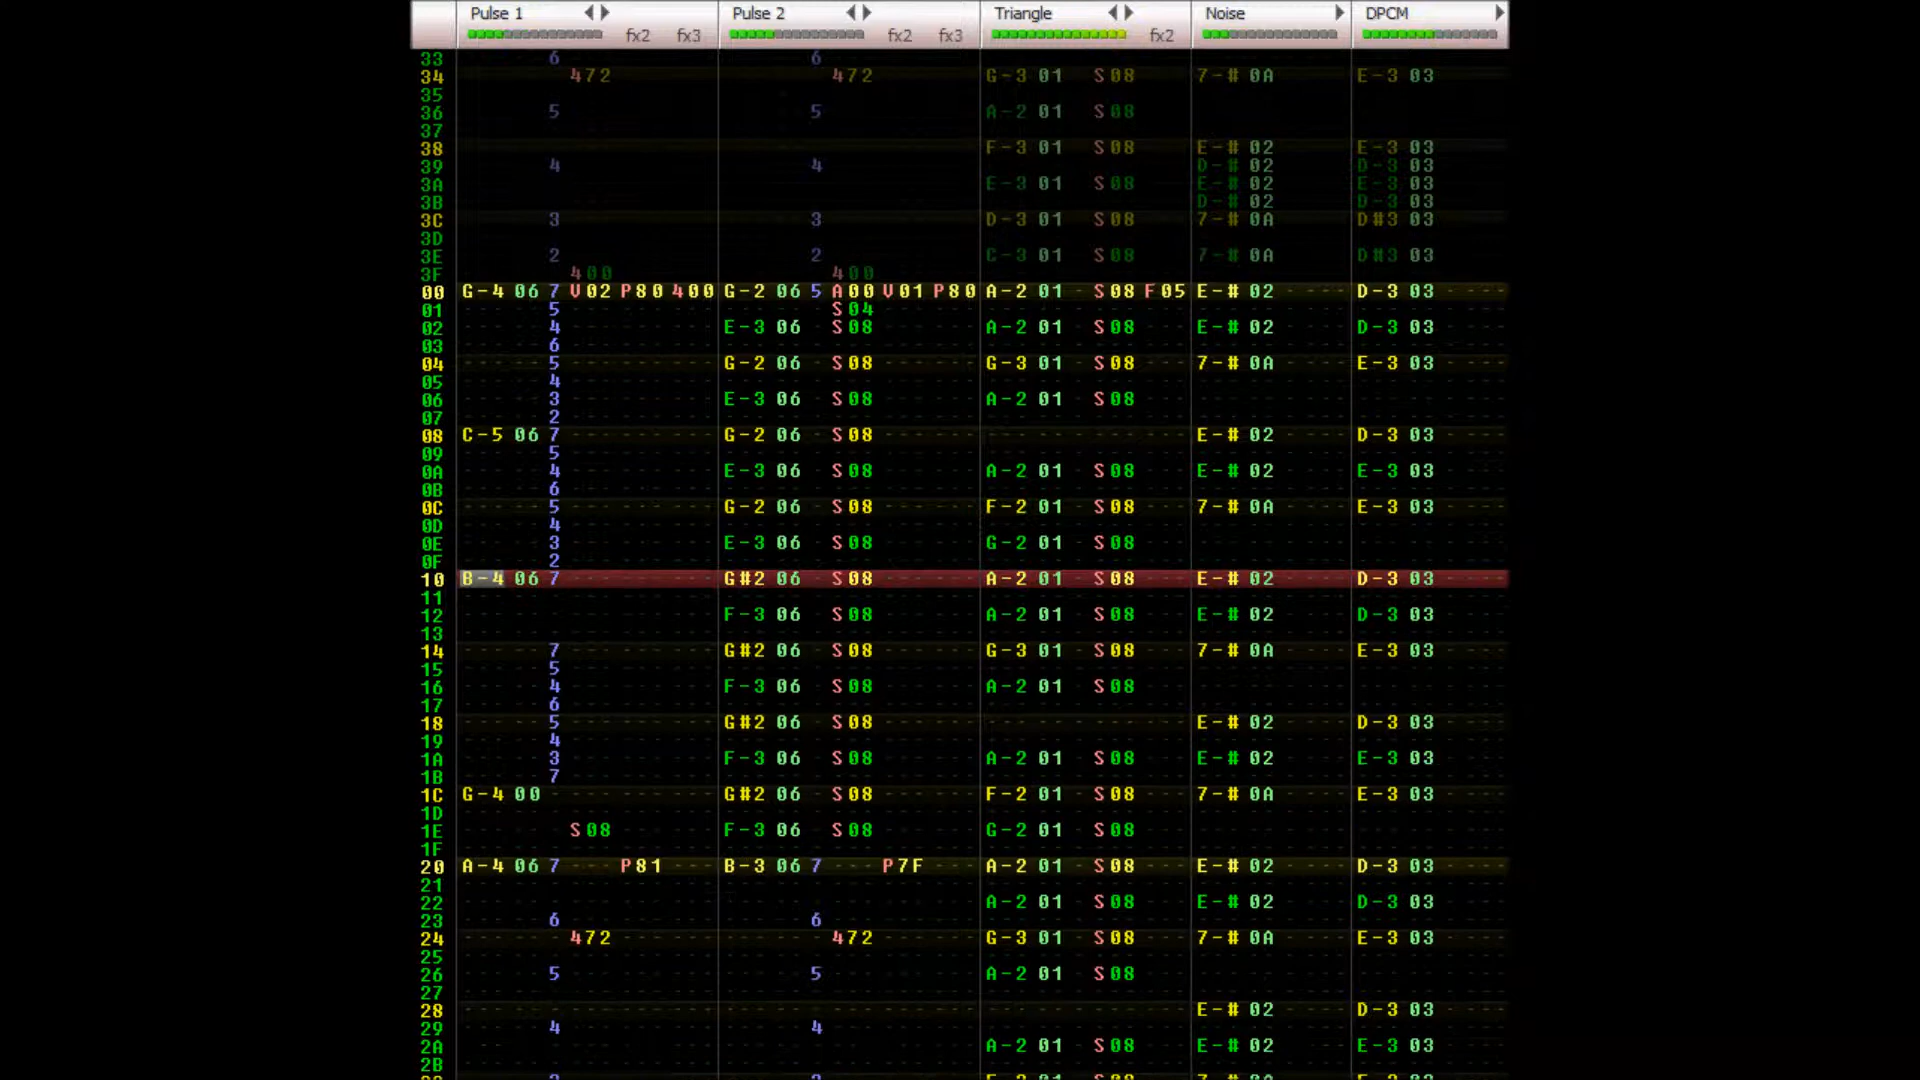 Pulse 1 Pulse 2 Triangle Noise DPCM
fx2 fx3 fx2 fx3 fx2
33 6 6
34 472 472 G-3 01 S08 7-# 0A E-3 03
35
36 5 5 A-2 01 S08
37
38 F-3 01 S08 E-# 02 E-3 03
39 4 4 D-# 02 D-3 03
3A E-3 01 S08 E-# 02 E-3 03
3B D-# 02 D-3 03
3C 3 3 D-3 01 S08 7-# 0A D#3 03
3D
3E 2 2 C-3 01 S08 7-# 0A D#3 03
3F 400 400
00 G-4 06 7 V02 P80 400 G-2 06 5 A00 V01 P80 A-2 01 S08 F05 E-# 02 D-3 03
01 5 S04
02 4 E-3 06 S08 A-2 01 S08 E-# 02 D-3 03
03 6
04 5 G-2 06 S08 G-3 01 S08 7-# 0A E-3 03
05 4
06 3 E-3 06 S08 A-2 01 S08
07 2
08 C-5 06 7 G-2 06 S08 E-# 02 D-3 03
09 5
0A 4 E-3 06 S08 A-2 01 S08 E-# 02 E-3 03
0B 6
0C 5 G-2 06 S08 F-2 01 S08 7-# 0A E-3 03
0D 4
0E 3 E-3 06 S08 G-2 01 S08
0F 2
10 B-4 06 7 G#2 06 S08 A-2 01 S08 E-# 02 D-3 03
11
12 F-3 06 S08 A-2 01 S08 E-# 02 D-3 03
13
14 7 G#2 06 S08 G-3 01 S08 7-# 0A E-3 03
15 5
16 4 F-3 06 S08 A-2 01 S08
17 6
18 5 G#2 06 S08 E-# 02 D-3 03
19 4
1A 3 F-3 06 S08 A-2 01 S08 E-# 02 E-3 03
1B 7
1C G-4 00 G#2 06 S08 F-2 01 S08 7-# 0A E-3 03
1D
1E S08 F-3 06 S08 G-2 01 S08
1F
20 A-4 06 7 P81 B-3 06 7 P7F A-2 01 S08 E-# 02 D-3 03
21
22 A-2 01 S08 E-# 02 D-3 03
23 6 6
24 472 472 G-3 01 S08 7-# 0A E-3 03
25
26 5 5 A-2 01 S08
27
28 E-# 02 D-3 03
29 4 4
2A A-2 01 S08 E-# 02 E-3 03
2B